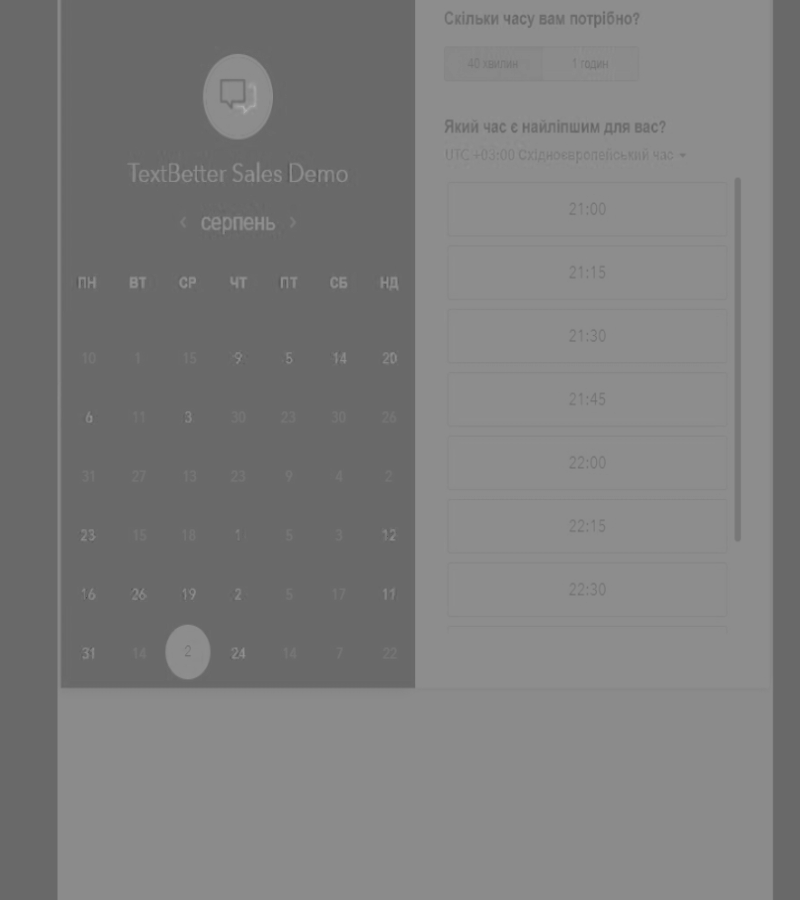 TextBetter Sales Demo
‹ серпень ›
ПН ВТ СР ЧТ ПТ СБ НД
10 1 15 9 5 14 20
6 11 3 30 23 30 26
31 27 13 23 9 4 2
23 15 18 1 5 3 12
16 26 19 2 5 17 11
31 14 2 24 14 7 22
Скільки часу вам потрібно?
40 хвилин 1 годин
Який час є найліпшим для вас?
UTC +03:00 Східноєвропейський час
21:00
21:15
21:30
21:45
22:00
22:15
22:30